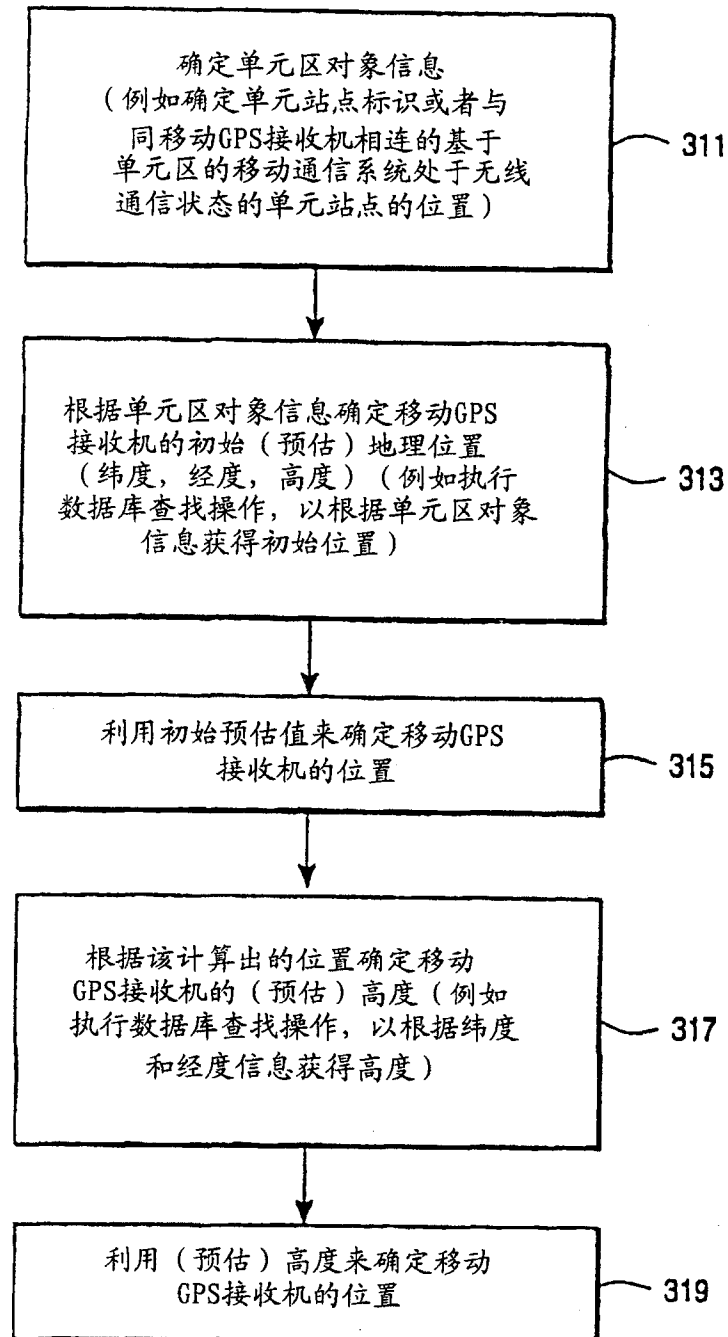 确定单元区对象信息
（例如确定单元站点标识或者与
同移动GPS接收机相连的基于
单元区的移动通信系统处于无线
通信状态的单元站点的位置）
311
根据单元区对象信息确定移动GPS
接收机的初始（预估）地理位置
（纬度，经度，高度）（例如执行
数据库查找操作，以根据单元区对象
信息获得初始位置）
313
利用初始预估值来确定移动GPS
接收机的位置
315
根据该计算出的位置确定移动
GPS接收机的（预估）高度（例如
执行数据库查找操作，以根据纬度
和经度信息获得高度）
317
利用（预估）高度来确定移动
GPS接收机的位置
319